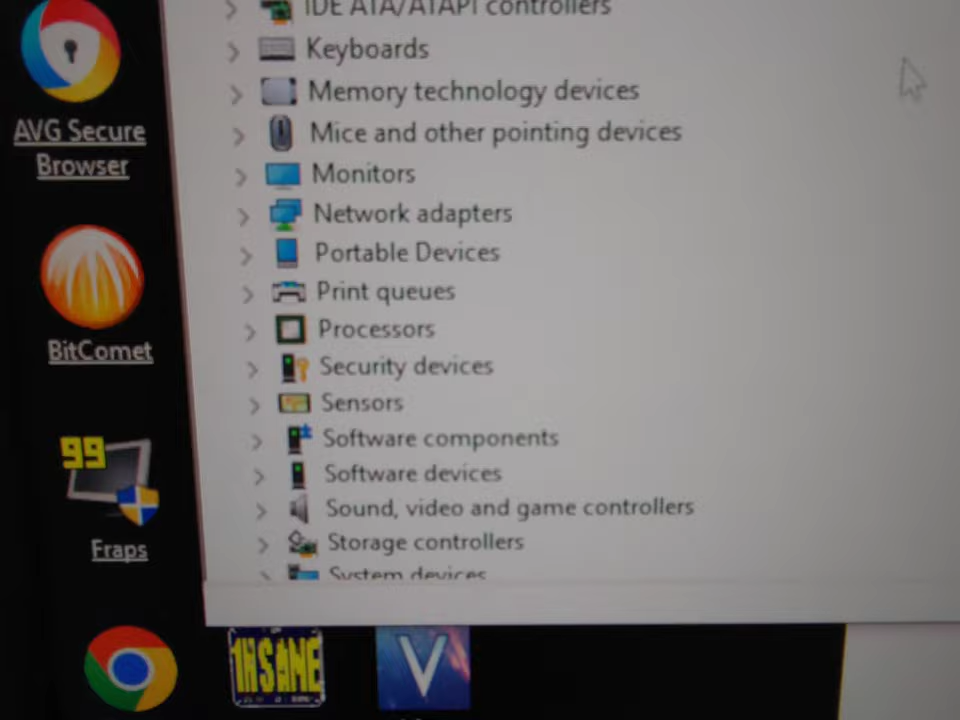 IDE ATA/ATAPI controllers
Keyboards
Memory technology devices
Mice and other pointing devices
Monitors
Network adapters
Portable Devices
Print queues
Processors
Security devices
Sensors
Software components
Software devices
Sound, video and game controllers
Storage controllers
System devices
AVG Secure
Browser
BitComet
99
Fraps
1NSANE
V